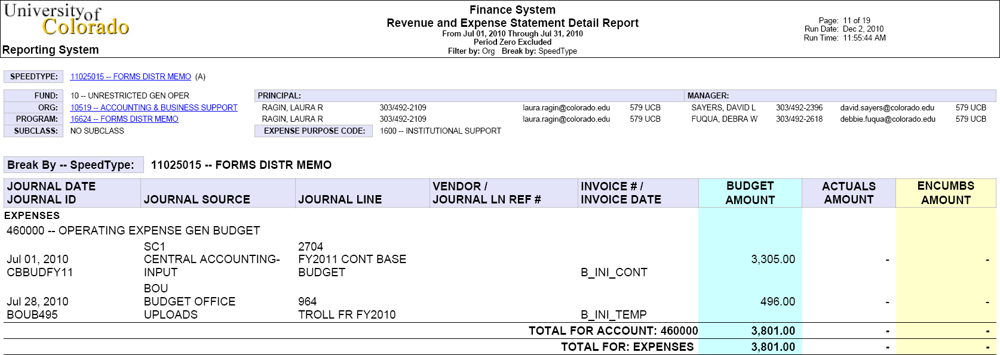 University of
Colorado
Reporting System
Finance System
Revenue and Expense Statement Detail Report
From Jul 01, 2010 Through Jul 31, 2010
Period Zero Excluded
Filter by: Org Break by: SpeedType
Page: 11 of 19
Run Date: Dec 2, 2010
Run Time: 11:55:44 AM
SPEEDTYPE: 11025015 -- FORMS DISTR MEMO (A)
FUND: 10 -- UNRESTRICTED GEN OPER PRINCIPAL: MANAGER:
ORG: 10519 -- ACCOUNTING & BUSINESS SUPPORT RAGIN, LAURA R 303/492-2109 laura.ragin@colorado.edu 579 UCB SAYERS, DAVID L 303/492-2396 david.sayers@colorado.edu 579 UCB
PROGRAM: 16624 -- FORMS DISTR MEMO RAGIN, LAURA R 303/492-2109 laura.ragin@colorado.edu 579 UCB FUQUA, DEBRA W 303/492-2618 debbie.fuqua@colorado.edu 579 UCB
SUBCLASS: NO SUBCLASS EXPENSE PURPOSE CODE: 1600 -- INSTITUTIONAL SUPPORT
Break By -- SpeedType: 11025015 -- FORMS DISTR MEMO
JOURNAL DATE VENDOR / INVOICE # / BUDGET ACTUALS ENCUMBS
JOURNAL ID JOURNAL SOURCE JOURNAL LINE JOURNAL LN REF # INVOICE DATE AMOUNT AMOUNT AMOUNT
EXPENSES
460000 -- OPERATING EXPENSE GEN BUDGET
SC1 2704
Jul 01, 2010 CENTRAL ACCOUNTING- FY2011 CONT BASE 3,305.00 - -
CBBUDFY11 INPUT BUDGET B_INI_CONT
BOU
Jul 28, 2010 BUDGET OFFICE 964 496.00 - -
BOUB495 UPLOADS TROLL FR FY2010 B_INI_TEMP
TOTAL FOR ACCOUNT: 460000 3,801.00 - -
TOTAL FOR: EXPENSES 3,801.00 - -